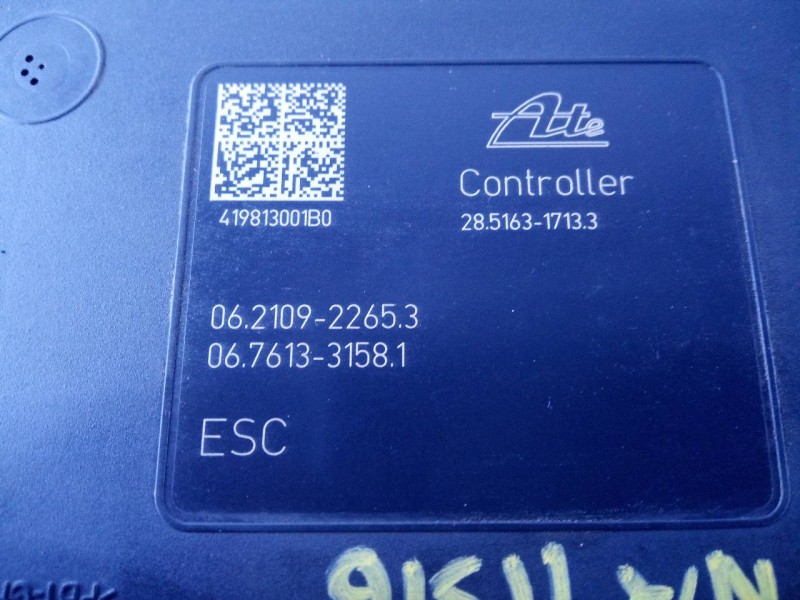 Ate
Controller
28.5163-1713.3
419813001B0
06.2109-2265.3
06.7613-3158.1
ESC